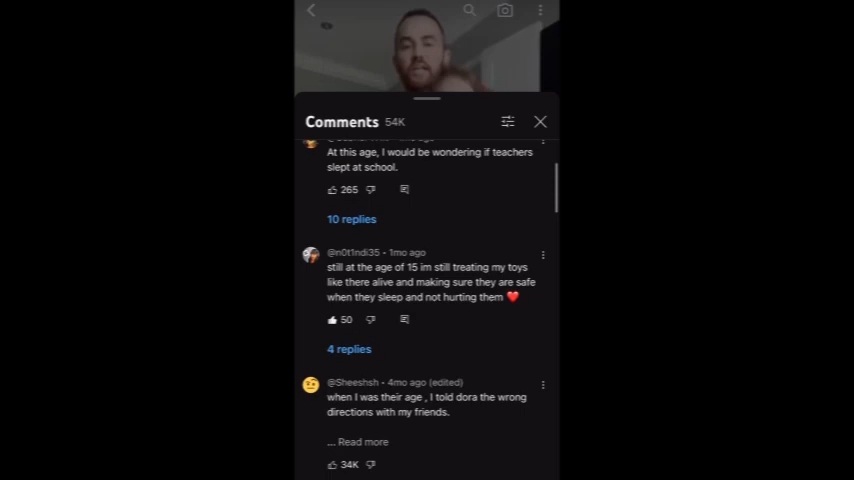 Comments 54K
At this age, I would be wondering if teachers
slept at school.
265
10 replies
@n0t1ndi35 • 1mo ago
still at the age of 15 im still treating my toys
like there alive and making sure they are safe
when they sleep and not hurting them ❤️
50
4 replies
@Sheeshsh • 4mo ago (edited)
when I was their age , I told dora the wrong
directions with my friends.
... Read more
34K